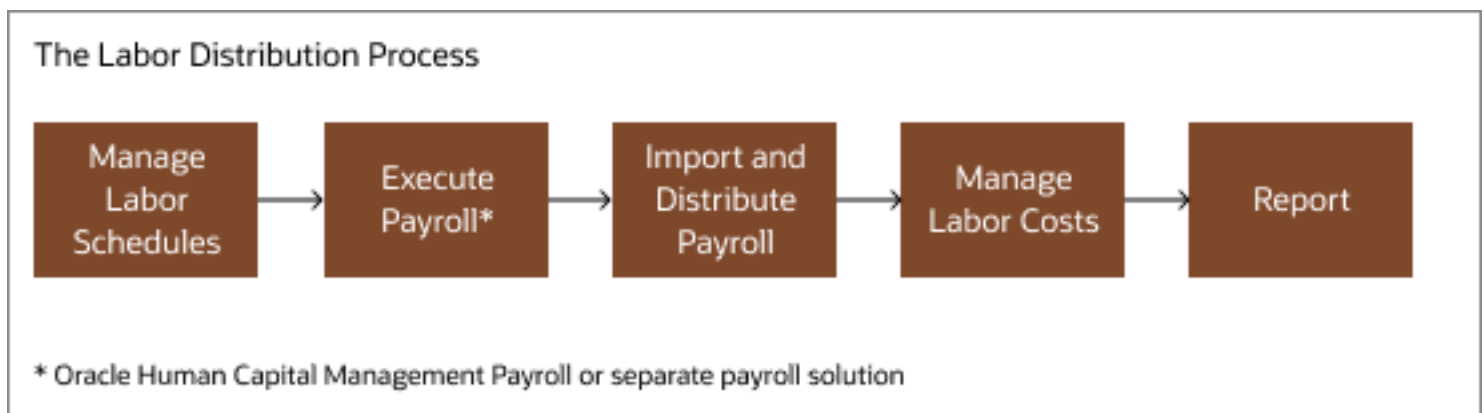 The Labor Distribution Process
Manage
Labor
Schedules
Execute
Payroll*
Import and
Distribute
Payroll
Manage
Labor Costs
Report
* Oracle Human Capital Management Payroll or separate payroll solution